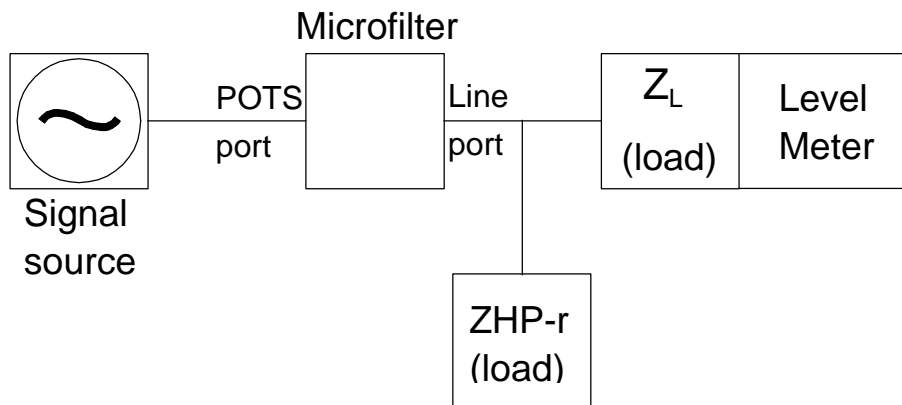 Microfilter
POTS
port
Line
port
Z_L
(load)
Level
Meter
Signal
source
ZHP-r
(load)